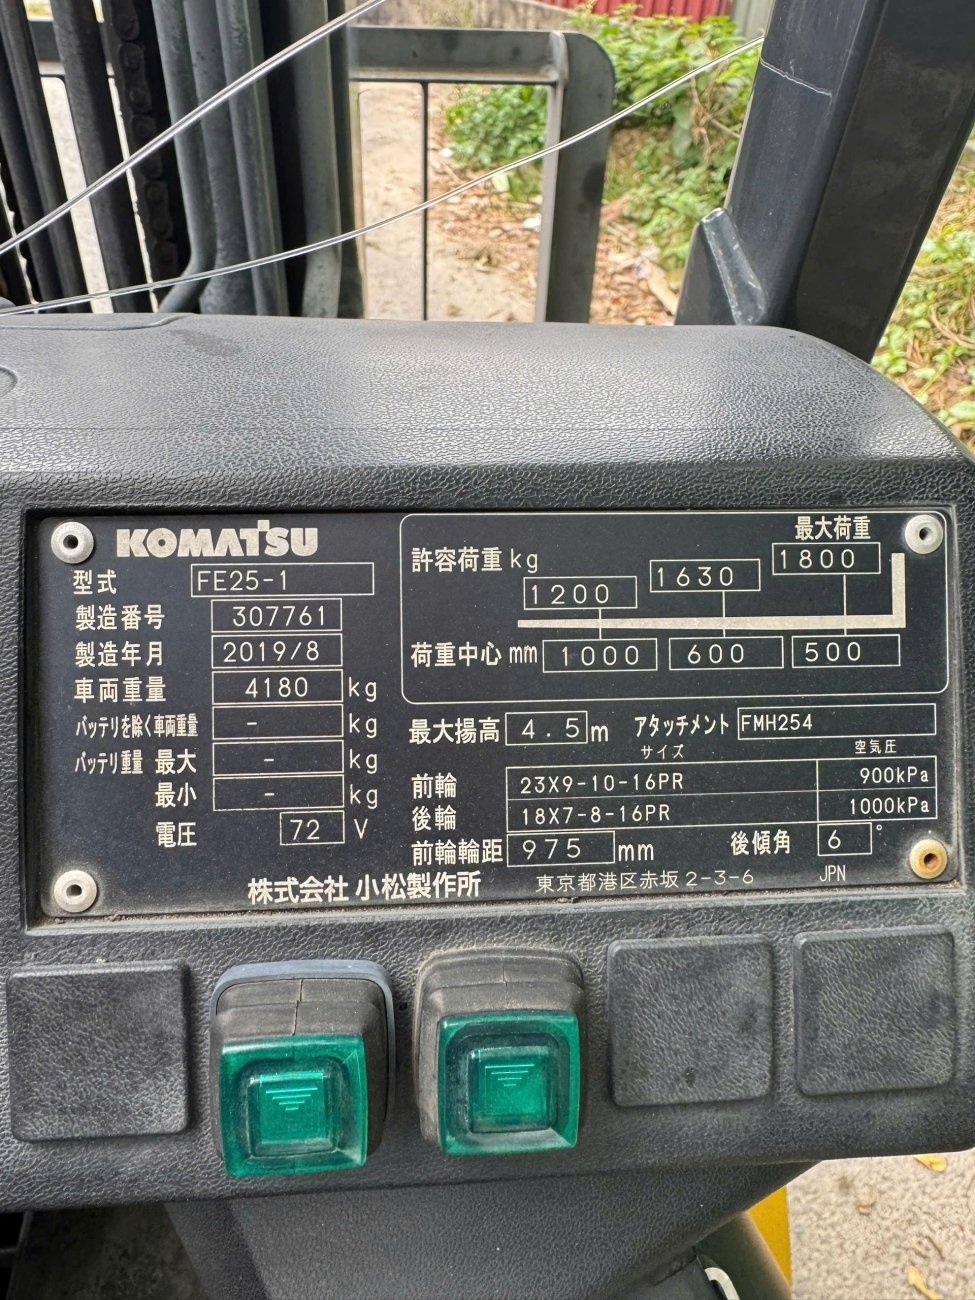 KOMATSU
型式 FE25-1
製造番号 307761
製造年月 2019/8
車両重量 4180 kg
バッテリを除く車両重量 - kg
バッテリ重量 最大 - kg
最小 - kg
電圧 72 V
最大荷重
許容荷重 kg 1200 1630 1800
荷重中心 mm 1000 600 500
最大揚高 4.5 m アタッチメント FMH254
サイズ 空気圧
前輪 23X9-10-16PR 900kPa
後輪 18X7-8-16PR 1000kPa
前輪輪距 975 mm 後傾角 6 °
株式会社 小松製作所 東京都港区赤坂2-3-6 JPN